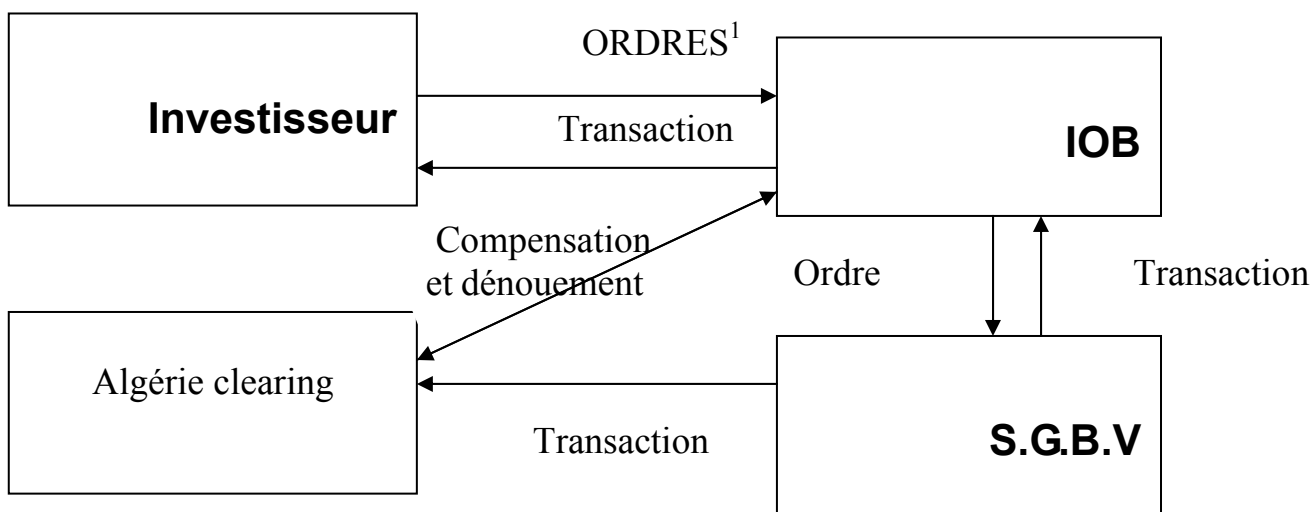 ORDRES¹
Investisseur
Transaction
IOB
Compensation
et dénouement
Ordre
Transaction
Algérie clearing
Transaction
S.G.B.V